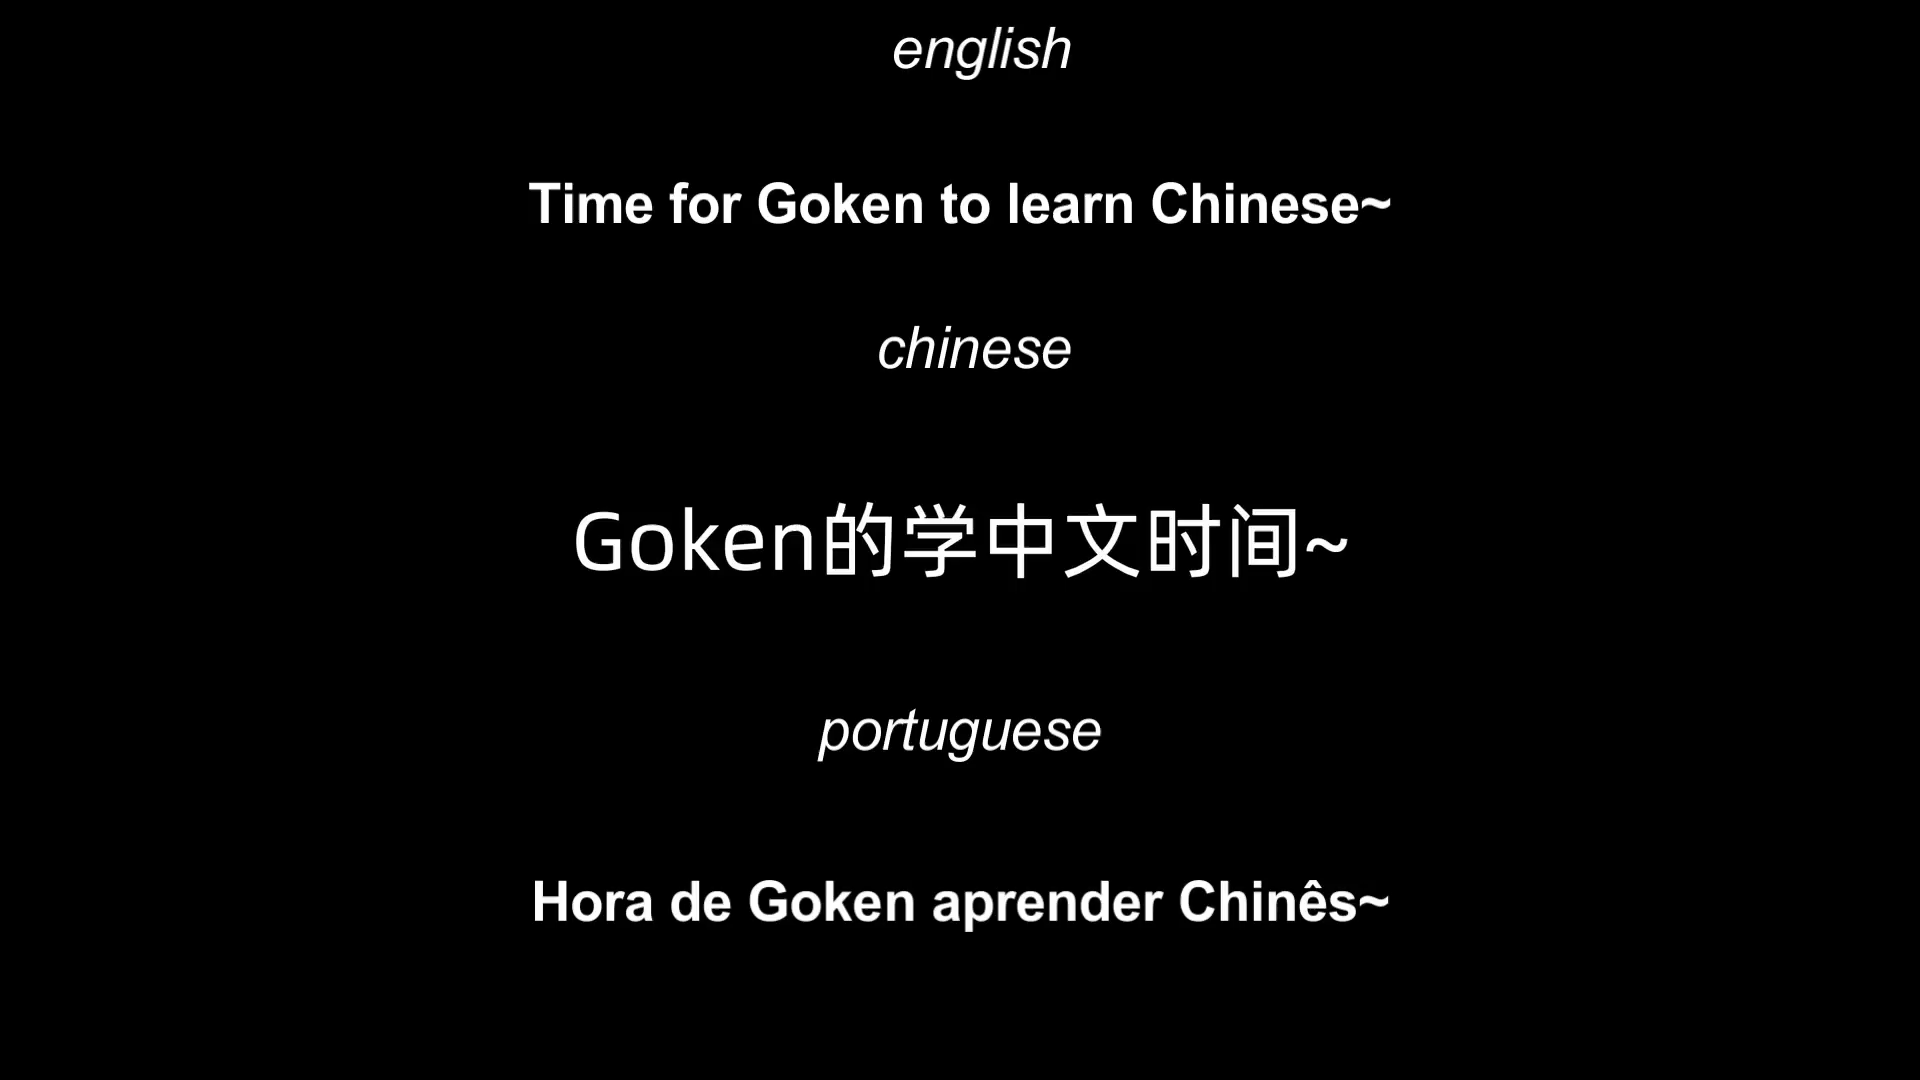 english
Time for Goken to learn Chinese~
chinese
Goken的学中文时间~
portuguese
Hora de Goken aprender Chinês~